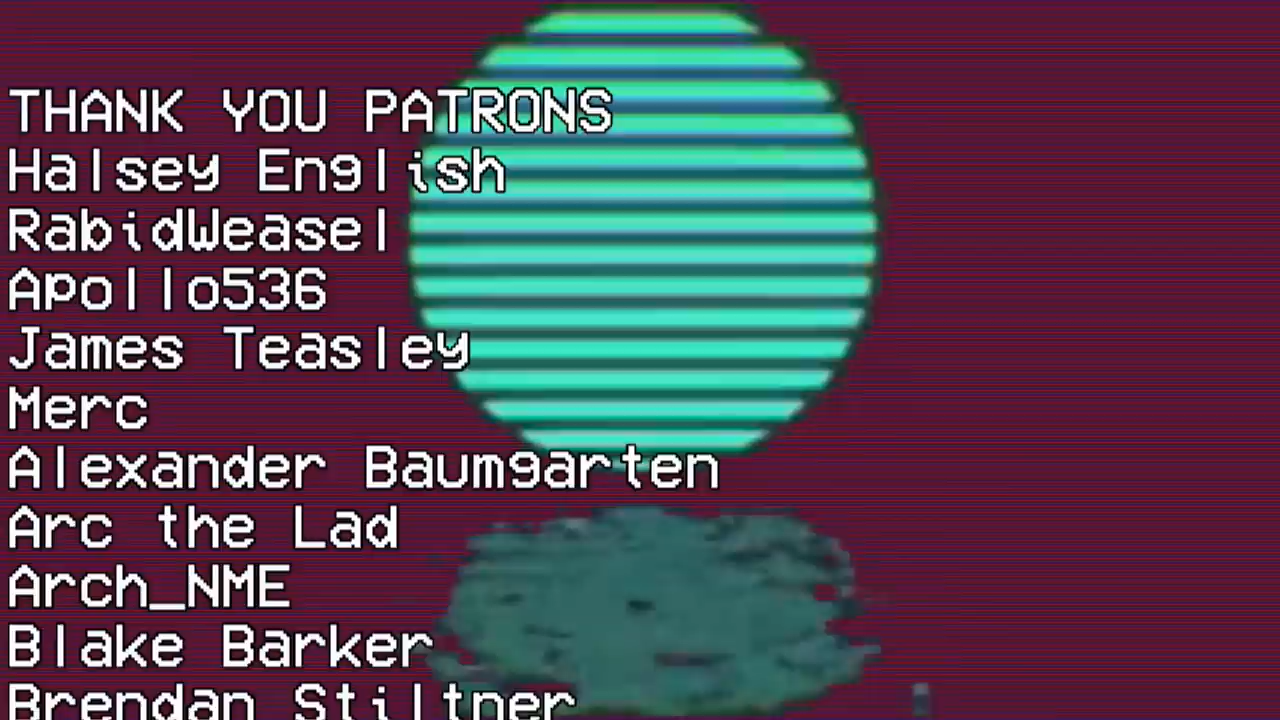 THANK YOU PATRONS
Halsey English
RabidWeasel
Apollo536
James Teasley
Merc
Alexander Baumgarten
Arc the Lad
Arch_NME
Blake Barker
Brendan Stiltner